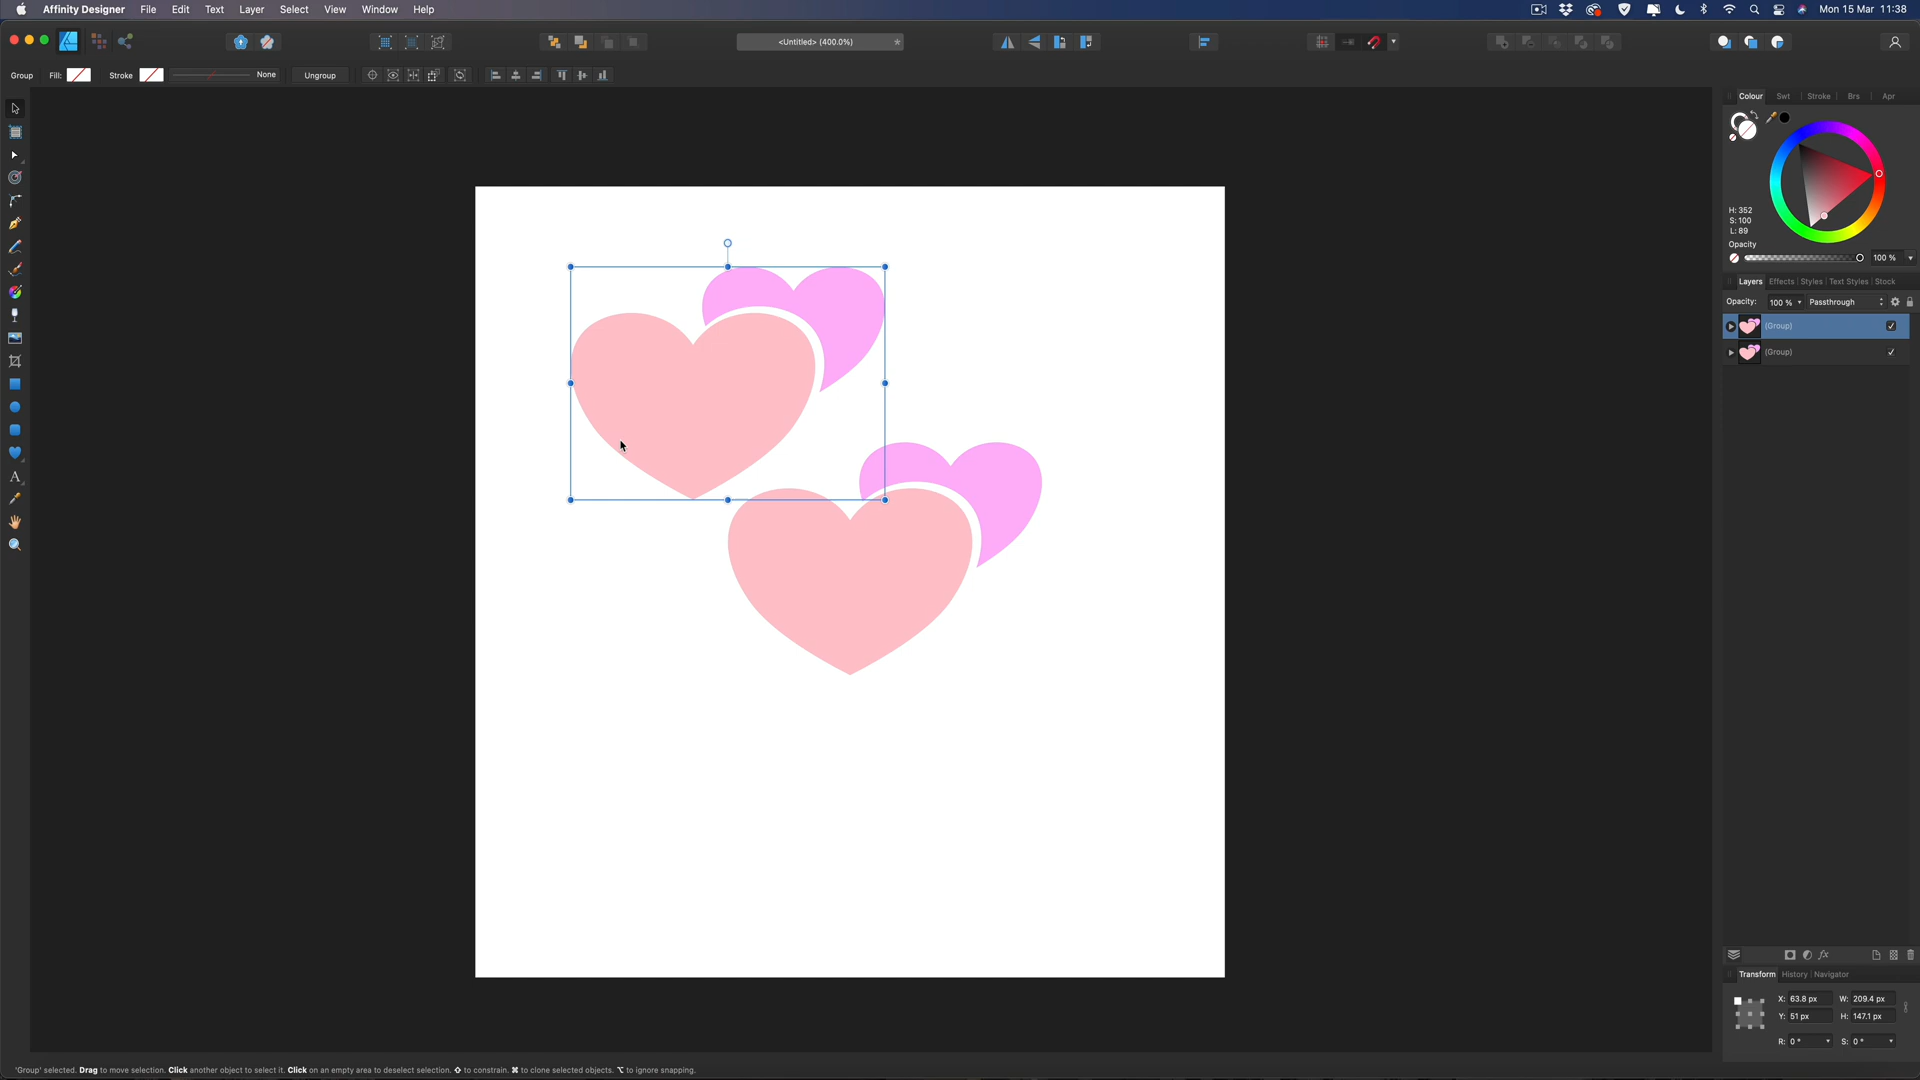 Affinity Designer File Edit Text Layer Select View Window Help Mon 15 Mar 11:38
<Untitled> (400.0%)
Group Fill: Stroke None Ungroup
Colour Swt Stroke Brs Apr
H: 352
S: 100
L: 89
Opacity
100 %
Layers Effects Styles Text Styles Stock
Opacity: 100 % Passthrough
(Group)
(Group)
Transform History Navigator
X: 63.8 px W: 209.4 px
Y: 51 px H: 147.1 px
R: 0 ° S: 0 °
'Group' selected. Drag to move selection. Click another object to select it. Click on an empty area to deselect selection. ⇧ to constrain. ⌘ to clone selected objects. ⌥ to ignore snapping.